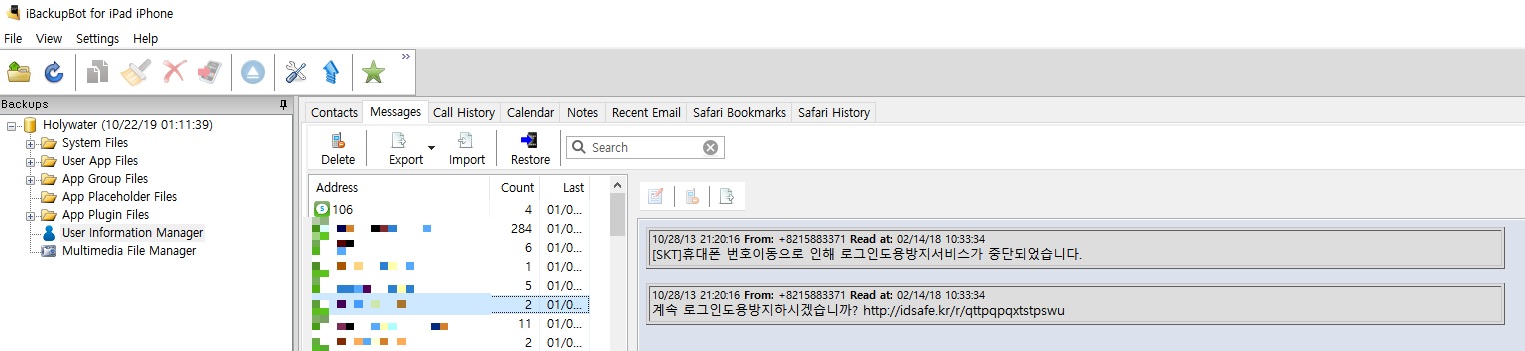 iBackupBot for iPad iPhone
File View Settings Help
»
Backups
Holywater (10/22/19 01:11:39)
System Files
User App Files
App Group Files
App Placeholder Files
App Plugin Files
User Information Manager
Multimedia File Manager
Contacts Messages Call History Calendar Notes Recent Email Safari Bookmarks Safari History
Delete Export Import Restore Search
Address Count Last
106 4 01/0...
284 01/0...
6 01/0...
1 01/0...
5 01/0...
2 01/0...
11 01/0...
2 01/0...
10/28/13 21:20:16 From: +8215883371 Read at: 02/14/18 10:33:34
[SKT]휴대폰 번호이동으로 인해 로그인도용방지서비스가 중단되었습니다.
10/28/13 21:20:16 From: +8215883371 Read at: 02/14/18 10:33:34
계속 로그인도용방지하시겠습니까? http://idsafe.kr/r/qttpqpqxtstpswu